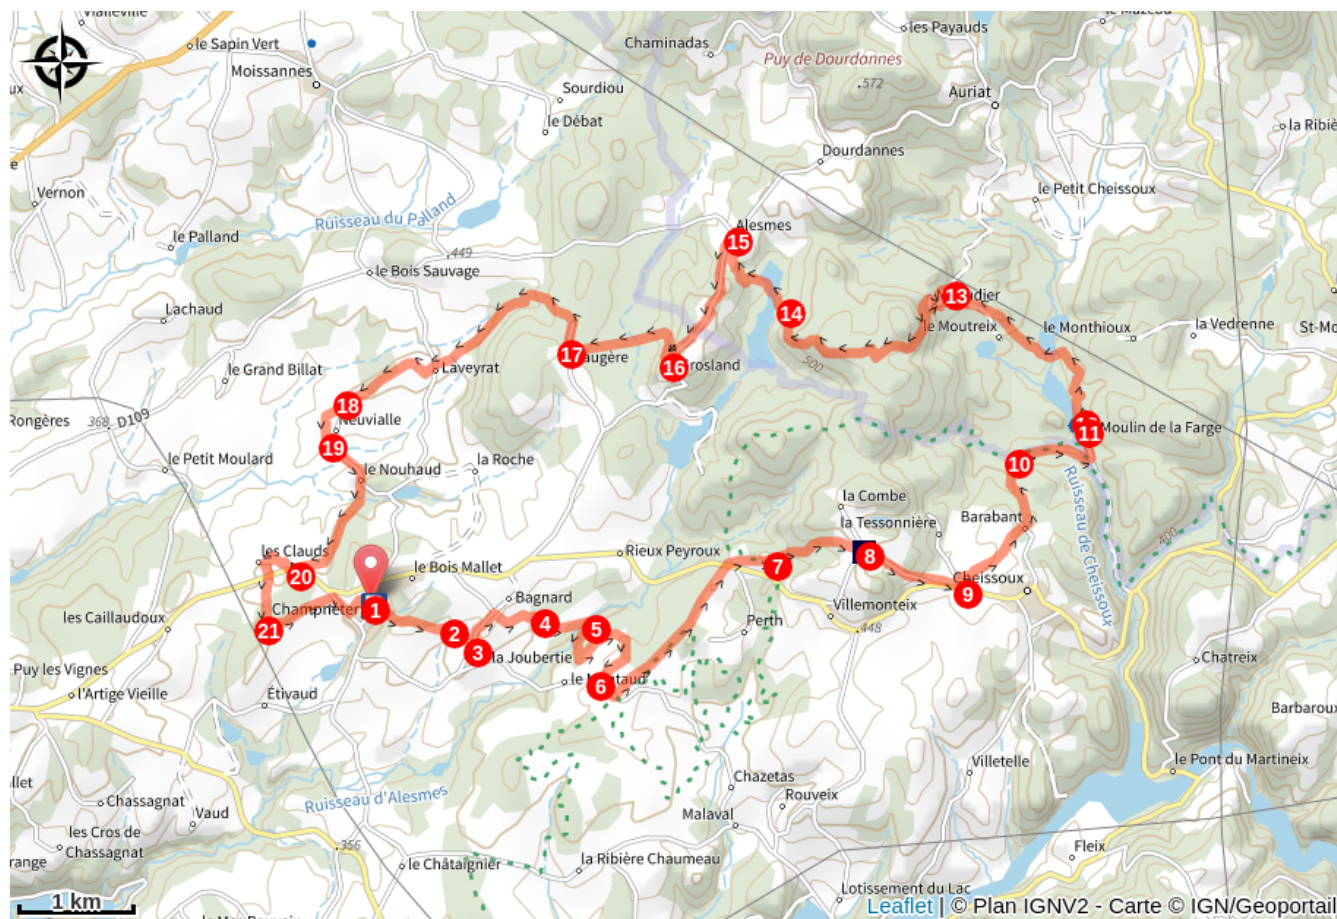 Vialleville
le Mazeau
les Payauds
le Sapin Vert
Chaminadas
Puy de Dourdannes
Moissannes
.572
Sourdiou
Auriat
le Débat
la Ribiè
Dourdannes
Vernon
le Petit Cheissoux
Ruisseau du Palland
Alesmes
le Palland
.449
15
le Bois Sauvage
13
Lachaud
14
le Moutreix
le Monthioux
la Vedrenne
St-Mo
17
16
500
le Grand Billat
Laveyrat
18
Rongères
368
D109
Neuvialle
11
Moulin de la Farge
19
le Petit Moulard
le Nouhaud
la Roche
10
Ruisseau de Cheissoux
la Combe
la Tessonnière
Barabant
400
les Clauds
Rieux Peyroux
8
7
20
le Bois Mallet
Cheissoux
9
Bagnard
1
Villemonteix
les Caillaudoux
21
2
4
5
Perth
.448
3
la Joubertie
Chatreix
Puy les Vignes
l'Artige Vieille
Étivaud
6
Barbaroux
Villetelle
le Pont du Martineix
Chazetas
Ruisseau d'Alesmes
Rouveix
Chassagnat
Vaud
Malaval
les Cros de
Chassagnat
.356
Fleix
le Châtaignier
la Ribière Chaumeau
Lotissement du Lac
1 km
Leaflet | © Plan IGNV2 - Carte © IGN/Geoportail